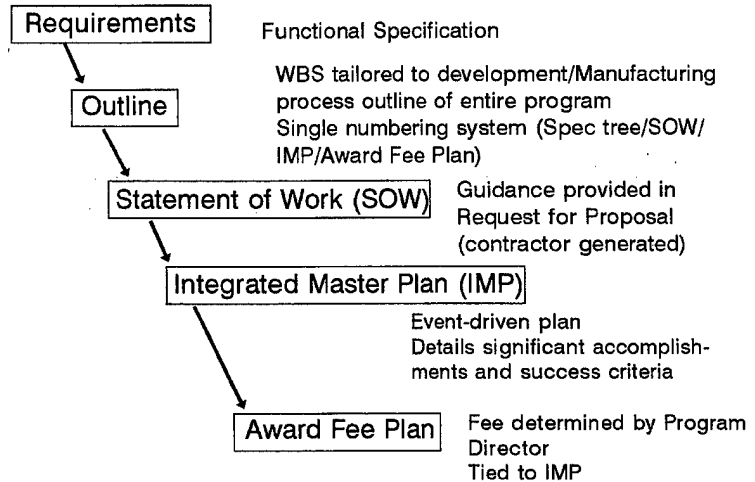 Requirements
Functional Specification
Outline
WBS tailored to development/Manufacturing
process outline of entire program
Single numbering system (Spec tree/SOW/
IMP/Award Fee Plan)
Statement of Work (SOW)
Guidance provided in
Request for Proposal
(contractor generated)
Integrated Master Plan (IMP)
Event-driven plan
Details significant accomplish-
ments and success criteria
Award Fee Plan
Fee determined by Program
Director
Tied to IMP